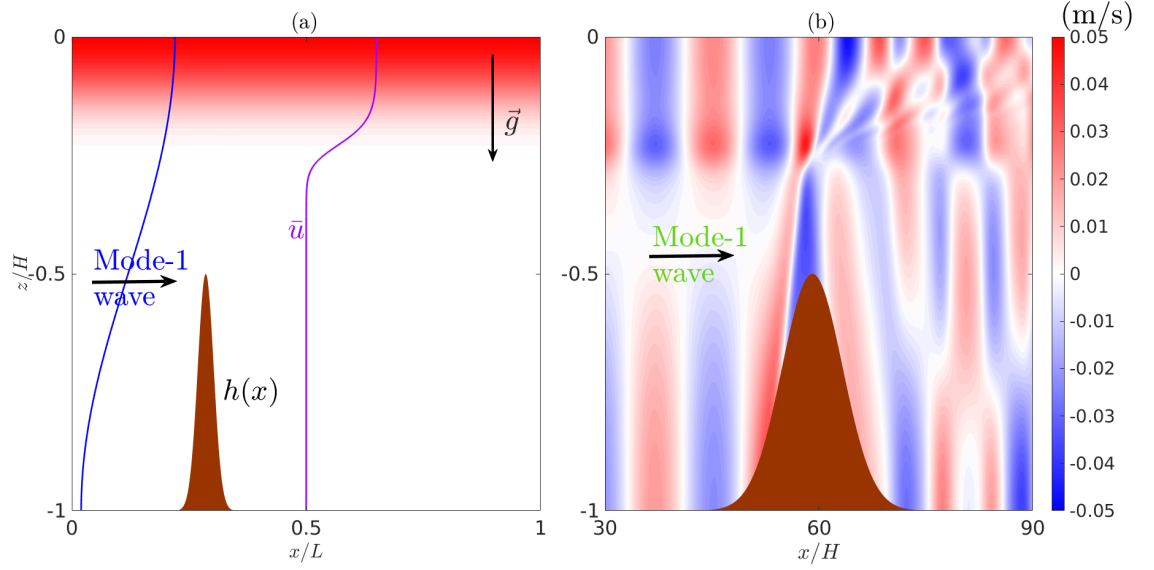 (a)
(b)
(m/s)
0
-0.5
-1
z/H
0
0.5
1
x/L
Mode-1
wave
h(x)
ū
g⃗
0
-0.5
-1
30
60
90
x/H
Mode-1
wave
0.05
0.04
0.03
0.02
0.01
0
-0.01
-0.02
-0.03
-0.04
-0.05